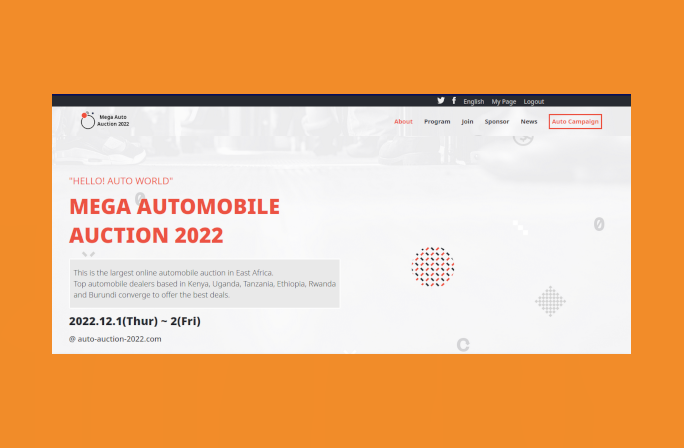 English My Page Logout
Mega Auto
Auction 2022
About Program Join Sponsor News Auto Campaign
"HELLO! AUTO WORLD"
MEGA AUTOMOBILE
AUCTION 2022
This is the largest online automobile auction in East Africa.
Top automobile dealers based in Kenya, Uganda, Tanzania, Ethiopia, Rwanda
and Burundi converge to offer the best deals.
2022.12.1(Thur) ~ 2(Fri)
@ auto-auction-2022.com